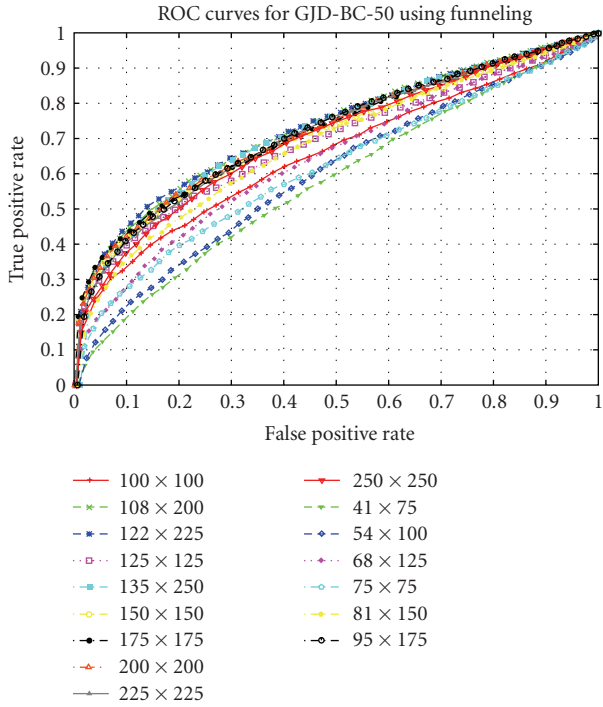 ROC curves for GJD-BC-50 using funneling
1
0.9
0.8
0.7
0.6
0.5
0.4
0.3
0.2
0.1
0
True positive rate
0 0.1 0.2 0.3 0.4 0.5 0.6 0.7 0.8 0.9 1
False positive rate
100 × 100
108 × 200
122 × 225
125 × 125
135 × 250
150 × 150
175 × 175
200 × 200
225 × 225
250 × 250
41 × 75
54 × 100
68 × 125
75 × 75
81 × 150
95 × 175